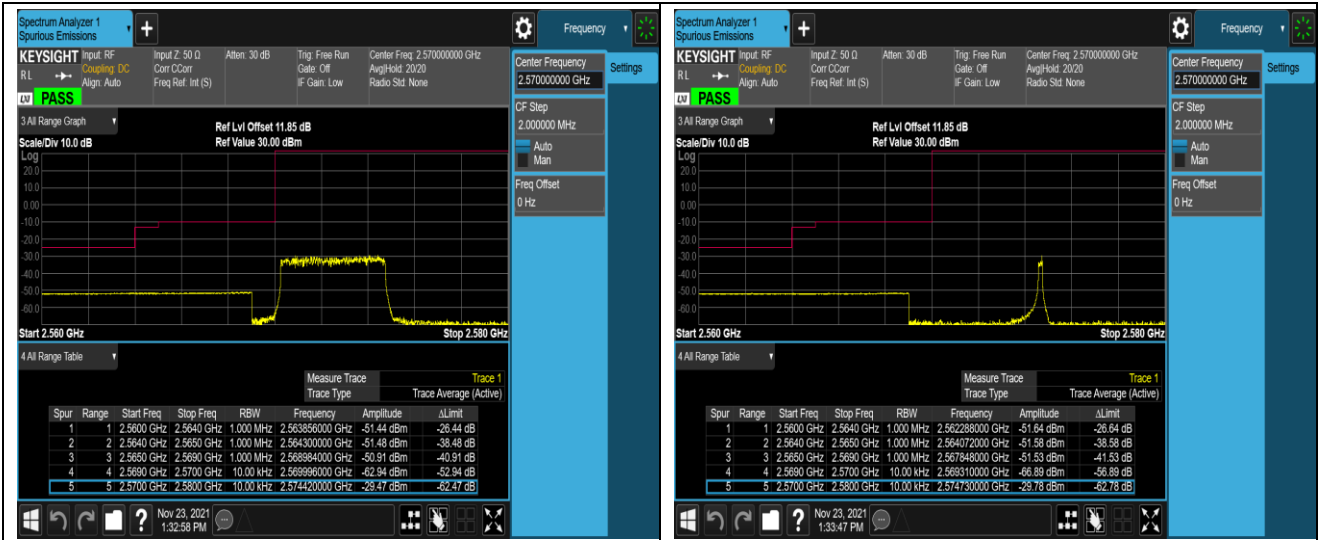 Spectrum Analyzer 1
Spurious Emissions
+
Frequency
KEYSIGHT Input: RF Input Z: 50 Ω Atten: 30 dB Trig: Free Run Center Freq: 2.570000000 GHz
Coupling: DC Corr CCorr Gate: Off Avg|Hold: 20/20
R L Align: Auto Freq Ref: Int (S) IF Gain: Low Radio Std: None
LXI PASS
Center Frequency
2.570000000 GHz
Settings
CF Step
2.000000 MHz
Auto
Man
Freq Offset
0 Hz
3 All Range Graph
Ref Lvl Offset 11.85 dB
Scale/Div 10.0 dB Ref Value 30.00 dBm
Log
20.0
10.0
0.00
-10.0
-20.0
-30.0
-40.0
-50.0
-60.0
Start 2.560 GHz Stop 2.580 GHz
4 All Range Table
Measure Trace Trace 1
Trace Type Trace Average (Active)
Spur Range Start Freq Stop Freq RBW Frequency Amplitude ΔLimit
1 1 2.5600 GHz 2.5640 GHz 1.000 MHz 2.563856000 GHz -51.44 dBm -26.44 dB
2 2 2.5640 GHz 2.5650 GHz 1.000 MHz 2.564300000 GHz -51.48 dBm -38.48 dB
3 3 2.5650 GHz 2.5690 GHz 1.000 MHz 2.568984000 GHz -50.91 dBm -40.91 dB
4 4 2.5690 GHz 2.5700 GHz 10.00 kHz 2.569996000 GHz -62.94 dBm -52.94 dB
5 5 2.5700 GHz 2.5800 GHz 10.00 kHz 2.574420000 GHz -29.47 dBm -62.47 dB
?
Nov 23, 2021
1:32:58 PM
Spectrum Analyzer 1
Spurious Emissions
+
Frequency
KEYSIGHT Input: RF Input Z: 50 Ω Atten: 30 dB Trig: Free Run Center Freq: 2.570000000 GHz
Coupling: DC Corr CCorr Gate: Off Avg|Hold: 20/20
R L Align: Auto Freq Ref: Int (S) IF Gain: Low Radio Std: None
LXI PASS
Center Frequency
2.570000000 GHz
Settings
CF Step
2.000000 MHz
Auto
Man
Freq Offset
0 Hz
3 All Range Graph
Ref Lvl Offset 11.85 dB
Scale/Div 10.0 dB Ref Value 30.00 dBm
Log
20.0
10.0
0.00
-10.0
-20.0
-30.0
-40.0
-50.0
-60.0
Start 2.560 GHz Stop 2.580 GHz
4 All Range Table
Measure Trace Trace 1
Trace Type Trace Average (Active)
Spur Range Start Freq Stop Freq RBW Frequency Amplitude ΔLimit
1 1 2.5600 GHz 2.5640 GHz 1.000 MHz 2.562288000 GHz -51.64 dBm -26.64 dB
2 2 2.5640 GHz 2.5650 GHz 1.000 MHz 2.564072000 GHz -51.58 dBm -38.58 dB
3 3 2.5650 GHz 2.5690 GHz 1.000 MHz 2.567848000 GHz -51.53 dBm -41.53 dB
4 4 2.5690 GHz 2.5700 GHz 10.00 kHz 2.569310000 GHz -66.89 dBm -56.89 dB
5 5 2.5700 GHz 2.5800 GHz 10.00 kHz 2.574730000 GHz -29.78 dBm -62.78 dB
?
Nov 23, 2021
1:33:47 PM